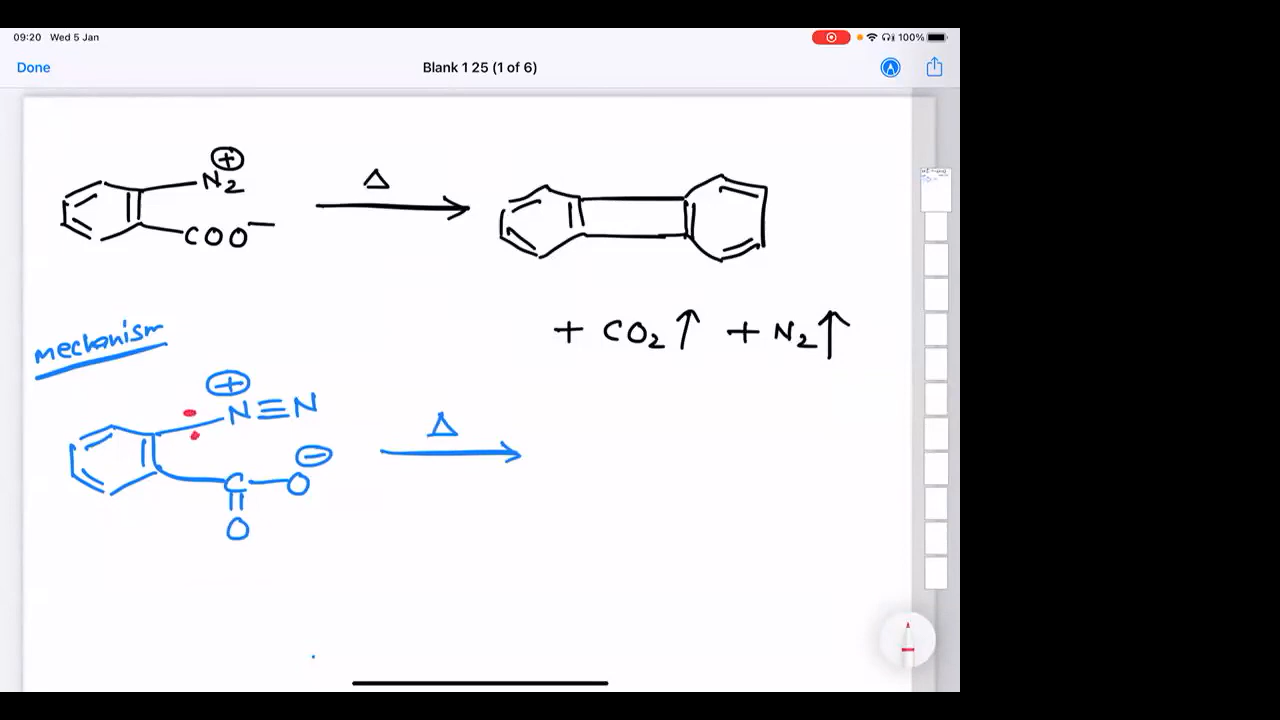 09:20 Wed 5 Jan 100%
Done Blank 1 25 (1 of 6)
⊕
N2 Δ
COO⁻
+ CO2↑ + N2↑
mechanism
⊕
N≡N Δ
⊖
C O
O